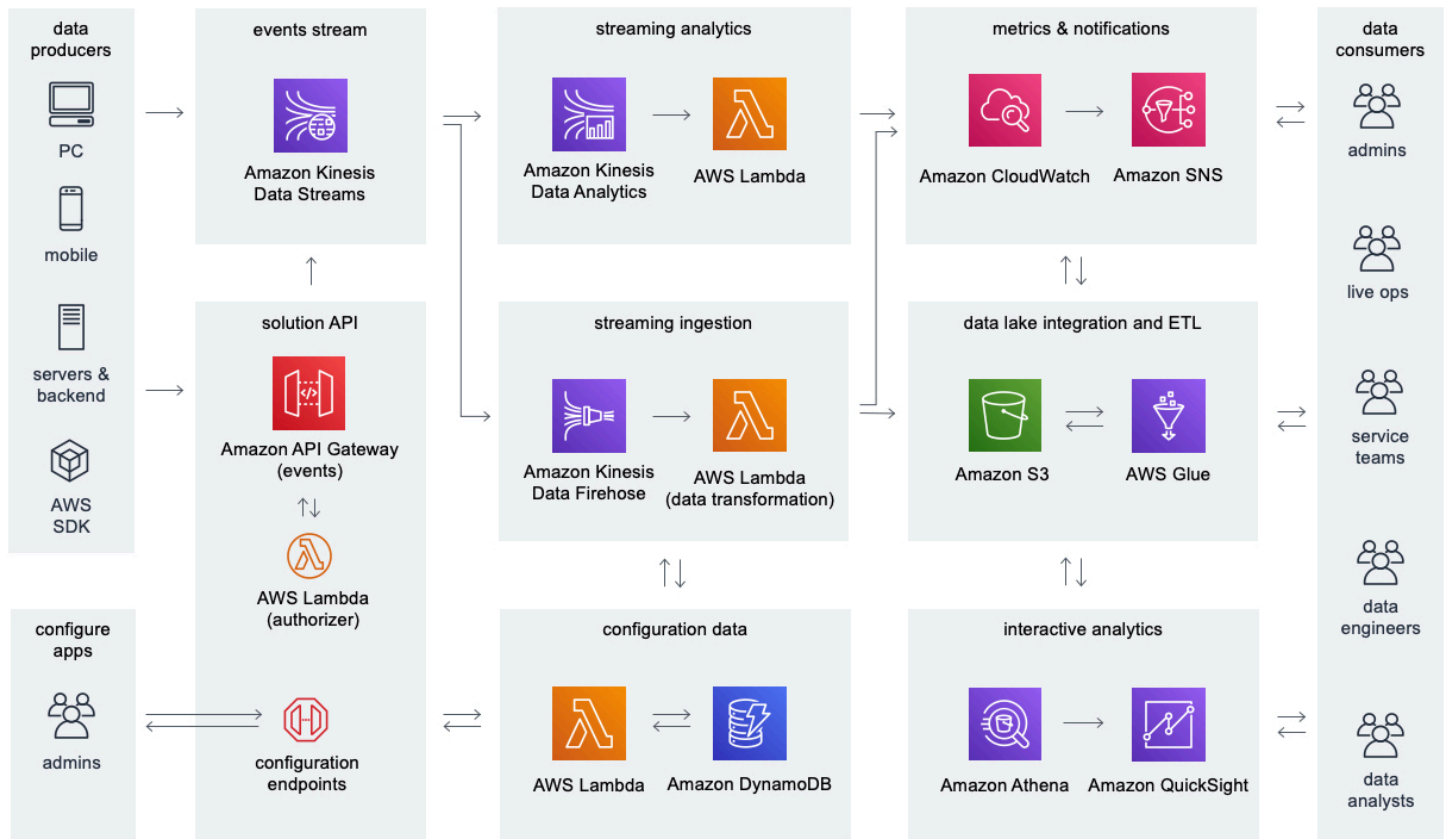 data
producers
PC
mobile
servers &
backend
AWS
SDK
configure
apps
admins
events stream
Amazon Kinesis
Data Streams
solution API
Amazon API Gateway
(events)
AWS Lambda
(authorizer)
configuration
endpoints
streaming analytics
Amazon Kinesis
Data Analytics
AWS Lambda
streaming ingestion
Amazon Kinesis
Data Firehose
AWS Lambda
(data transformation)
configuration data
AWS Lambda
Amazon DynamoDB
metrics & notifications
Amazon CloudWatch
Amazon SNS
data lake integration and ETL
Amazon S3
AWS Glue
interactive analytics
Amazon Athena
Amazon QuickSight
data
consumers
admins
live ops
service
teams
data
engineers
data
analysts